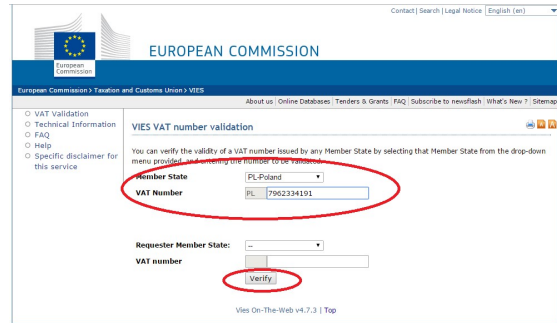 Contact | Search | Legal Notice English (en)
European Commission
EUROPEAN COMMISSION
European Commission > Taxation and Customs Union > VIES
About us Online Databases Tenders & Grants FAQ Subscribe to newsflash What's New ? Sitemap
VAT Validation
Technical Information
FAQ
Help
Specific disclaimer for
this service
VIES VAT number validation
You can verify the validity of a VAT number issued by any Member State by selecting that Member State from the drop-down
menu provided, and entering the number to be validated.
Member State PL-Poland
VAT Number PL 7962334191
Requester Member State: --
VAT number
Verify
Vies On-The-Web v4.7.3 | Top